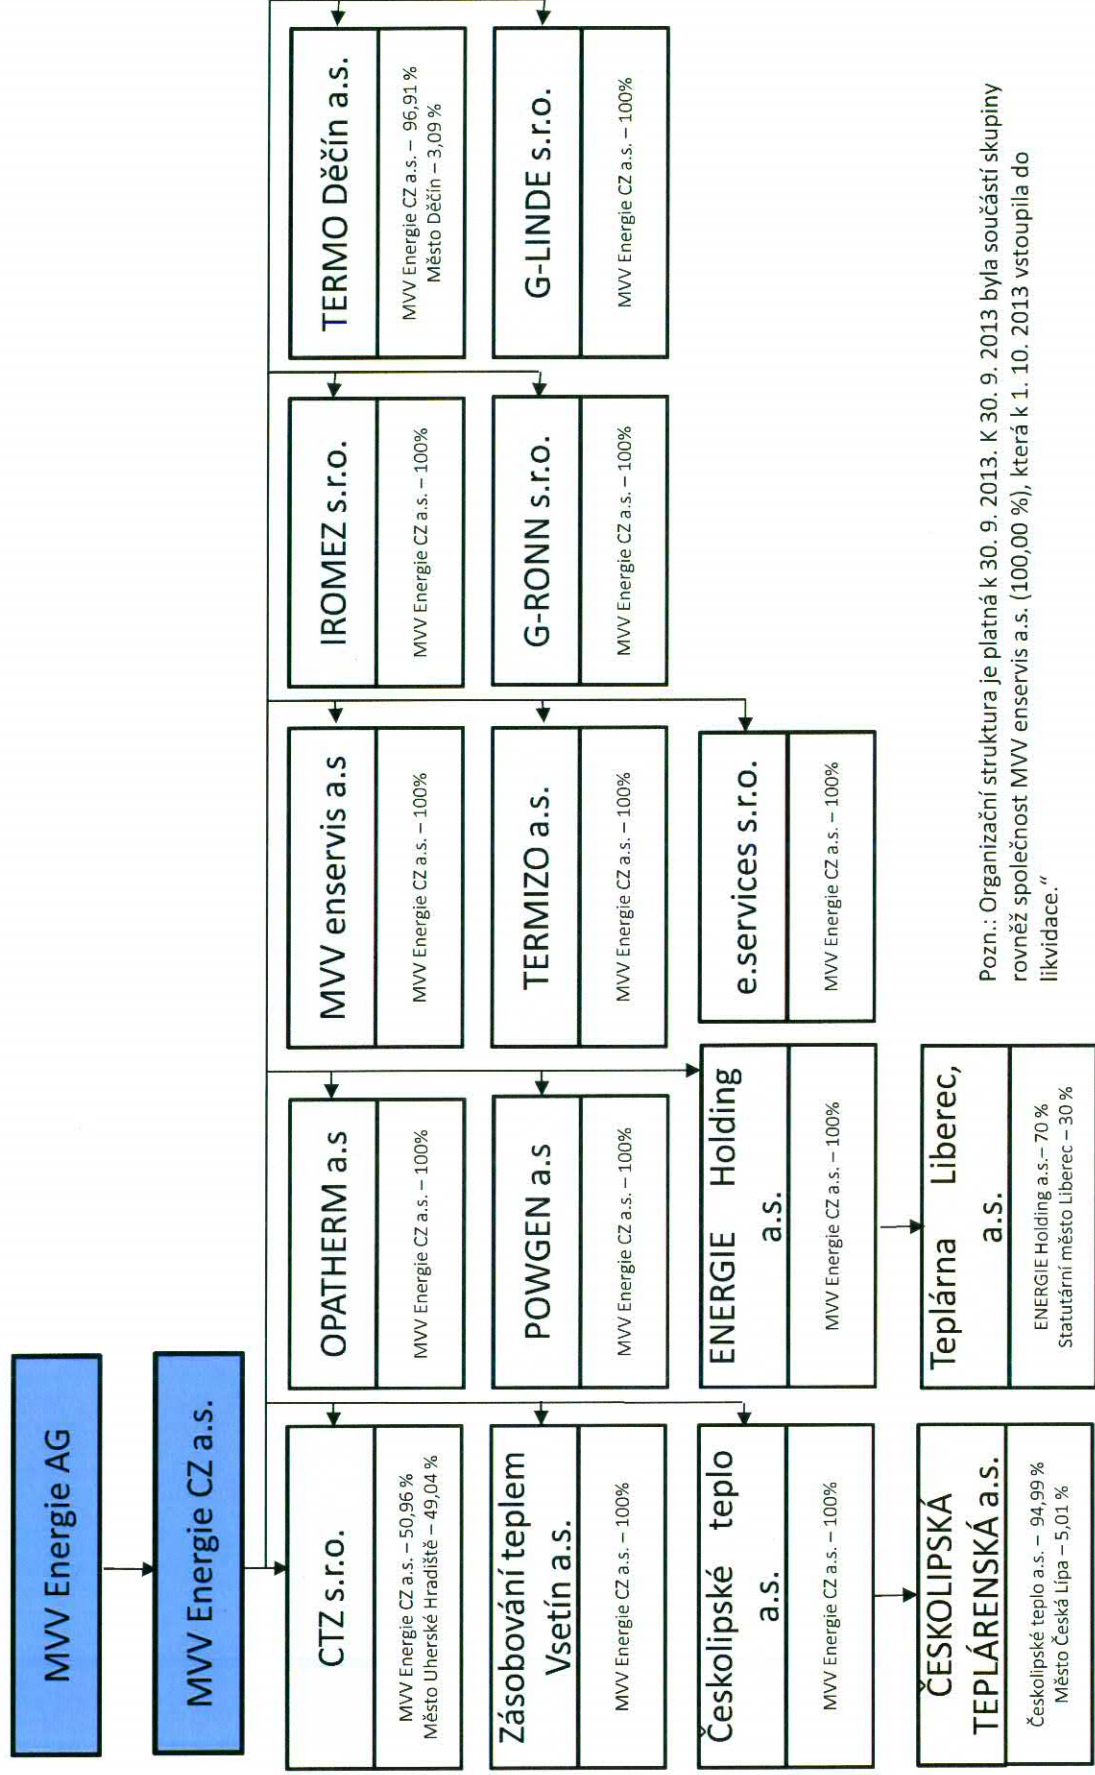 MVV Energie AG
MVV Energie CZ a.s.
CTZ s.r.o.
MVV Energie CZ a.s. – 50,96 %
Město Uherské Hradiště – 49,04 %
OPATHERM a.s
MVV Energie CZ a.s. – 100%
MVV enservis a.s
MVV Energie CZ a.s. – 100%
IROMEZ s.r.o.
MVV Energie CZ a.s. – 100%
TERMO Děčín a.s.
MVV Energie CZ a.s. – 96,91 %
Město Děčín – 3,09 %
Zásobování teplem
Vsetín a.s.
MVV Energie CZ a.s. – 100%
POWGEN a.s
MVV Energie CZ a.s. – 100%
TERMIZO a.s.
MVV Energie CZ a.s. – 100%
G-RONN s.r.o.
MVV Energie CZ a.s. – 100%
G-LINDE s.r.o.
MVV Energie CZ a.s. – 100%
Českolipské teplo
a.s.
MVV Energie CZ a.s. – 100%
ENERGIE Holding
a.s.
MVV Energie CZ a.s. – 100%
e.services s.r.o.
MVV Energie CZ a.s. – 100%
ČESKOLIPSKÁ
TEPLÁRENSKÁ a.s.
Českolipské teplo a.s. – 94,99 %
Město Česká Lípa – 5,01 %
Teplárna Liberec,
a.s.
ENERGIE Holding a.s.– 70 %
Statutární město Liberec – 30 %
Pozn.: Organizační struktura je platná k 30. 9. 2013. K 30. 9. 2013 byla součástí skupiny
rovněž společnost MVV enservis a.s. (100,00 %), která k 1. 10. 2013 vstoupila do
likvidace.“